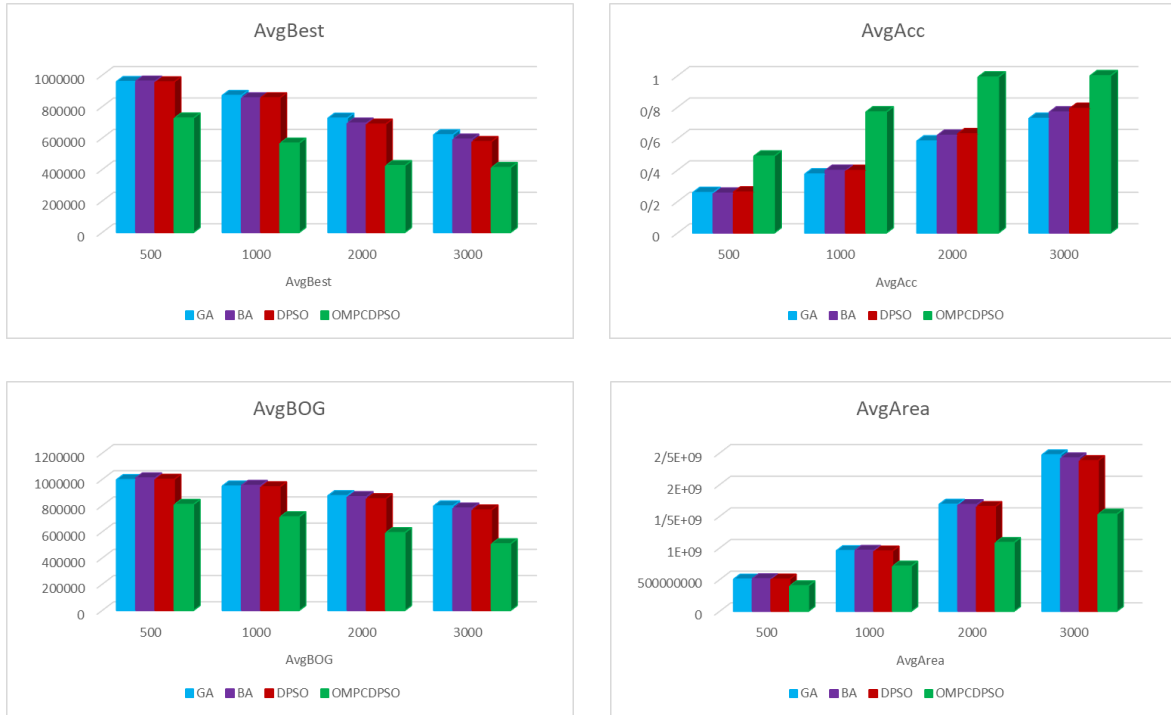 AvgBest
1000000
800000
600000
400000
200000
0
500 1000 2000 3000
AvgBest
GA BA DPSO OMPCDPSO
AvgAcc
1
0/8
0/6
0/4
0/2
0
500 1000 2000 3000
AvgAcc
GA BA DPSO OMPCDPSO
AvgBOG
1200000
1000000
800000
600000
400000
200000
0
500 1000 2000 3000
AvgBOG
GA BA DPSO OMPCDPSO
AvgArea
2/5E+09
2E+09
1/5E+09
1E+09
500000000
0
500 1000 2000 3000
AvgArea
GA BA DPSO OMPCDPSO